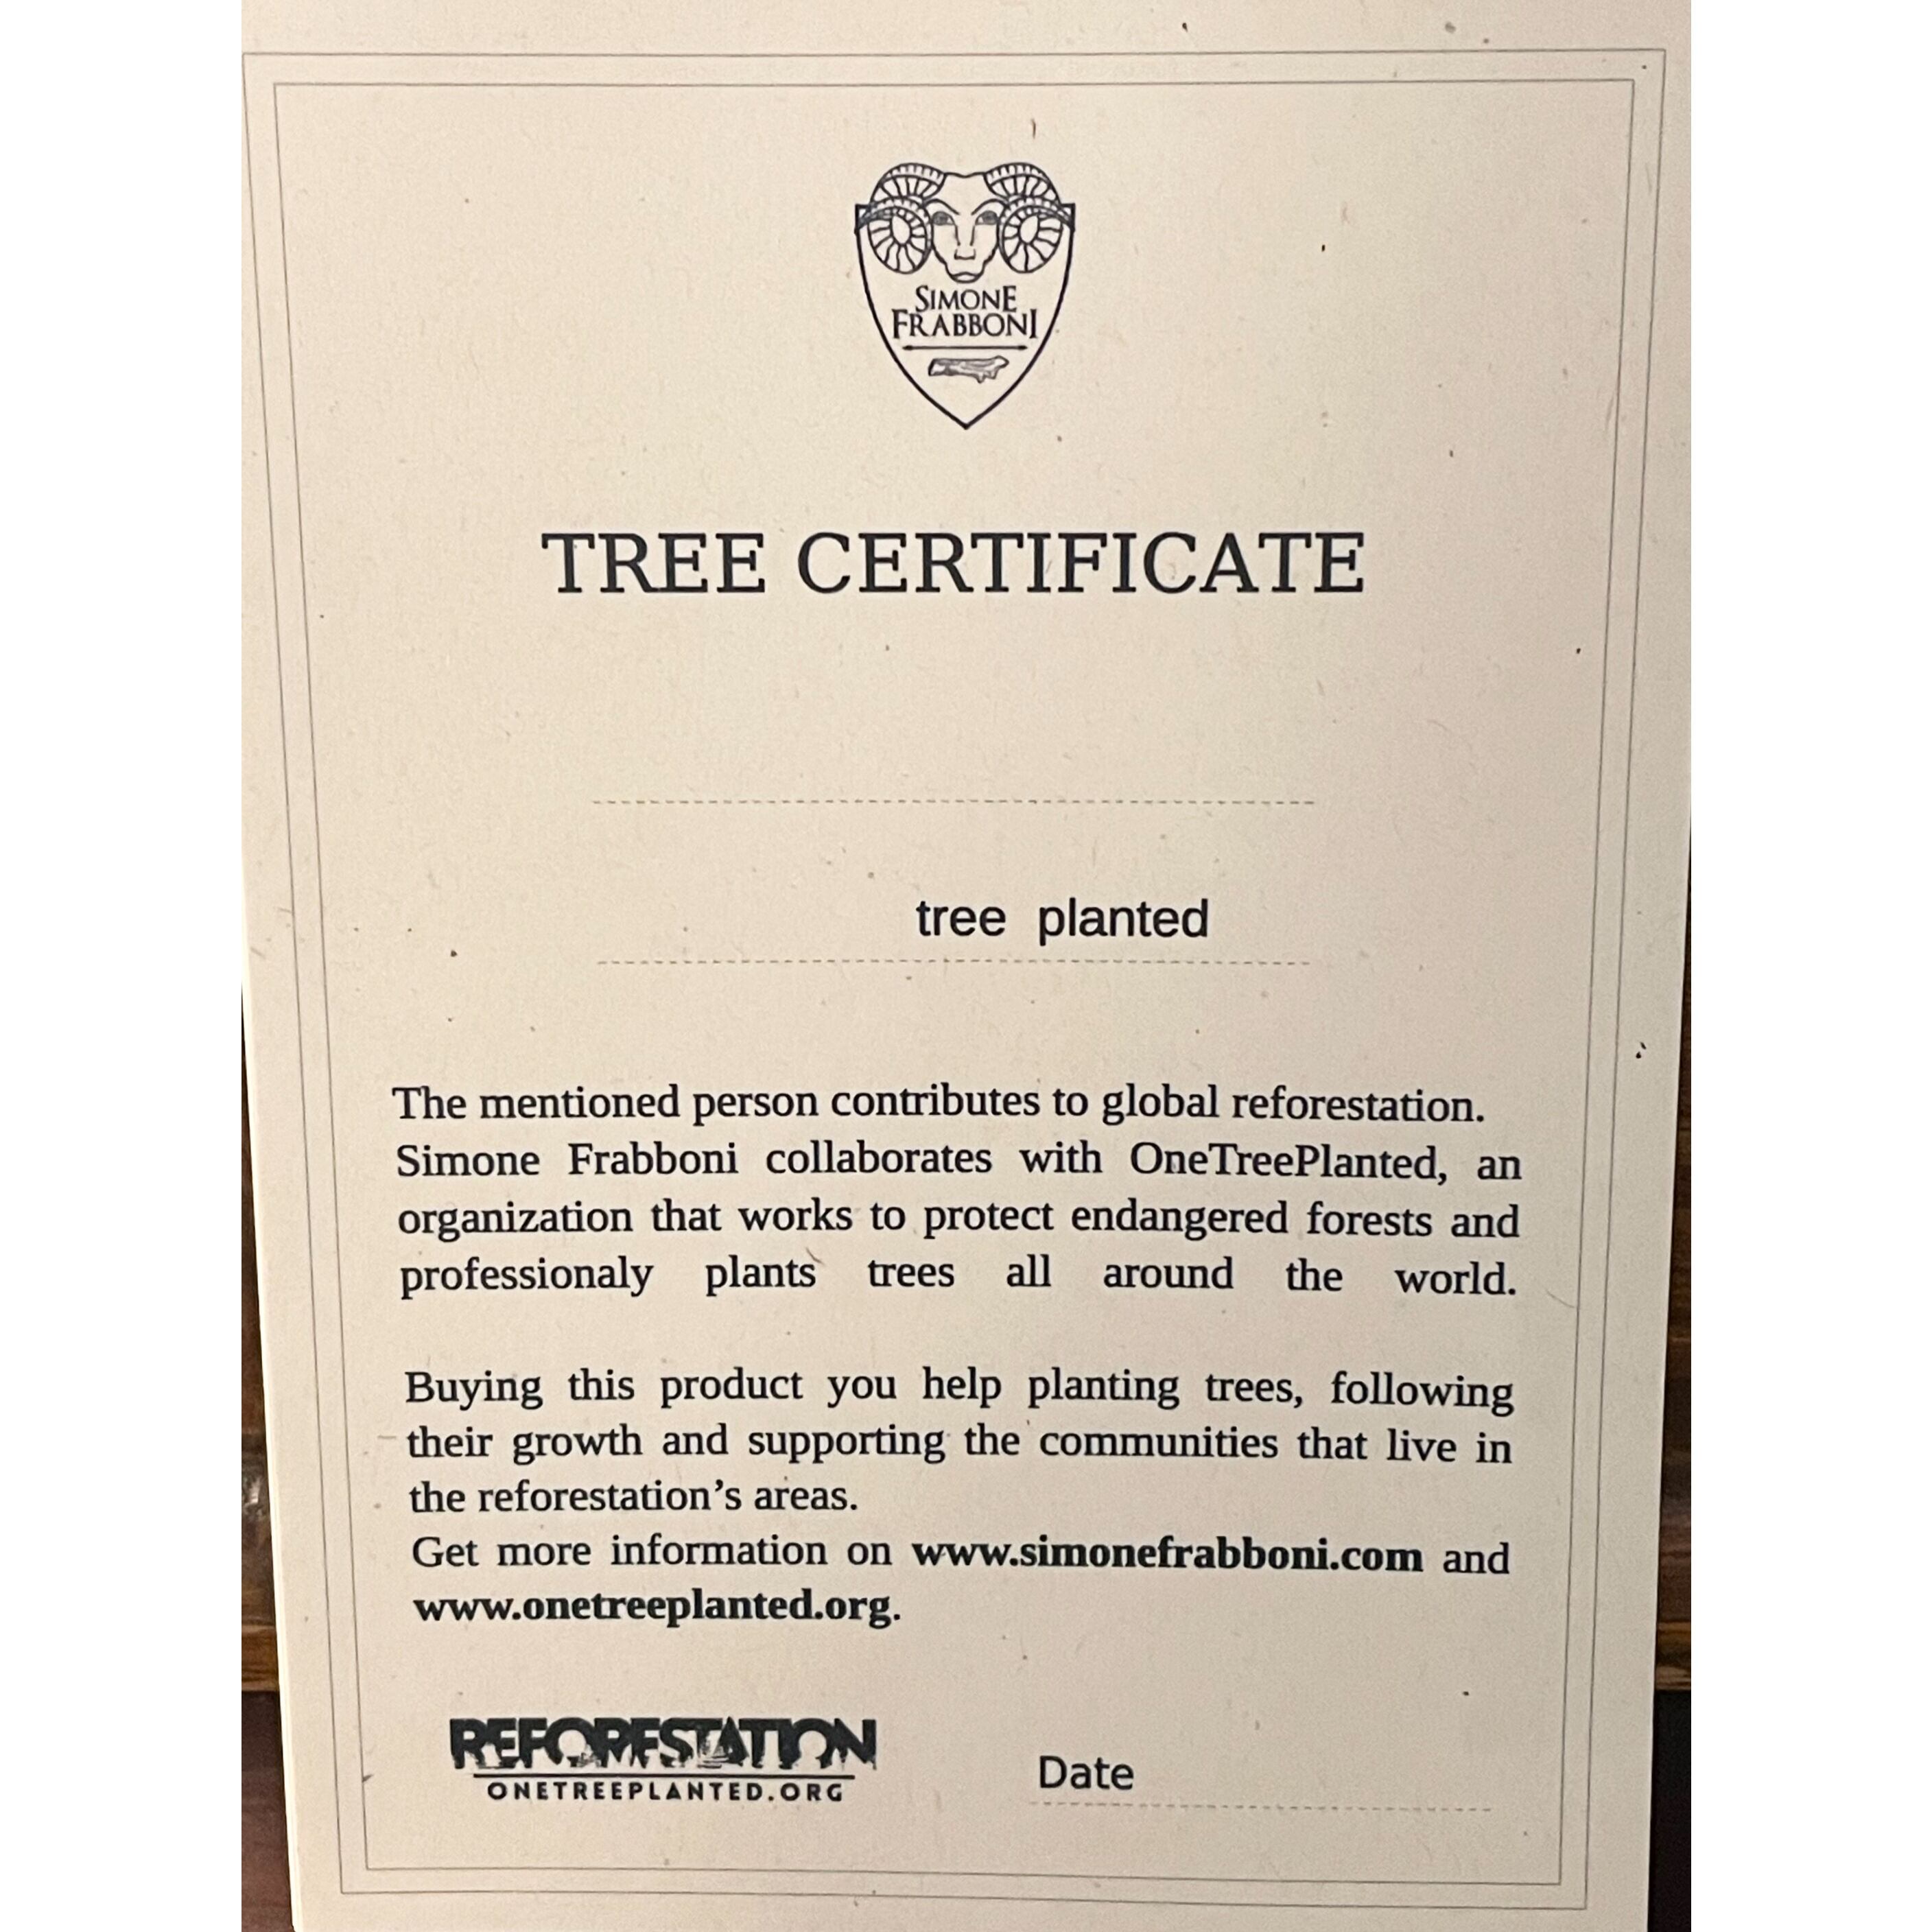 SIMONE
FRABBONI
TREE CERTIFICATE
tree planted
The mentioned person contributes to global reforestation.
Simone Frabboni collaborates with OneTreePlanted, an
organization that works to protect endangered forests and
professionaly plants trees all around the world.
Buying this product you help planting trees, following
their growth and supporting the communities that live in
the reforestation’s areas.
Get more information on www.simonefrabboni.com and
www.onetreeplanted.org.
REFORESTATION
ONETREEPLANTED.ORG
Date